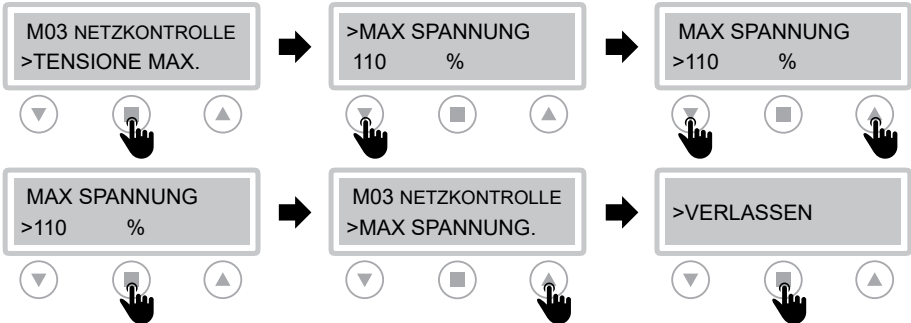 M03 NETZKONTROLLE
>TENSIONE MAX.
>MAX SPANNUNG
110 %
MAX SPANNUNG
>110 %
MAX SPANNUNG
>110 %
M03 NETZKONTROLLE
>MAX SPANNUNG.
>VERLASSEN